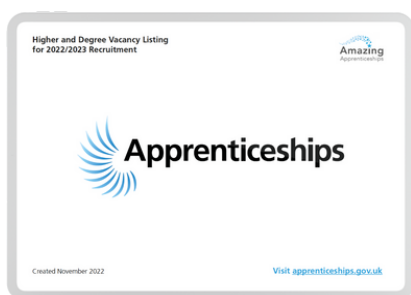 Higher and Degree Vacancy Listing
for 2022/2023 Recruitment
Amazing
Apprenticeships
Apprenticeships
Created November 2022
Visit apprenticeships.gov.uk